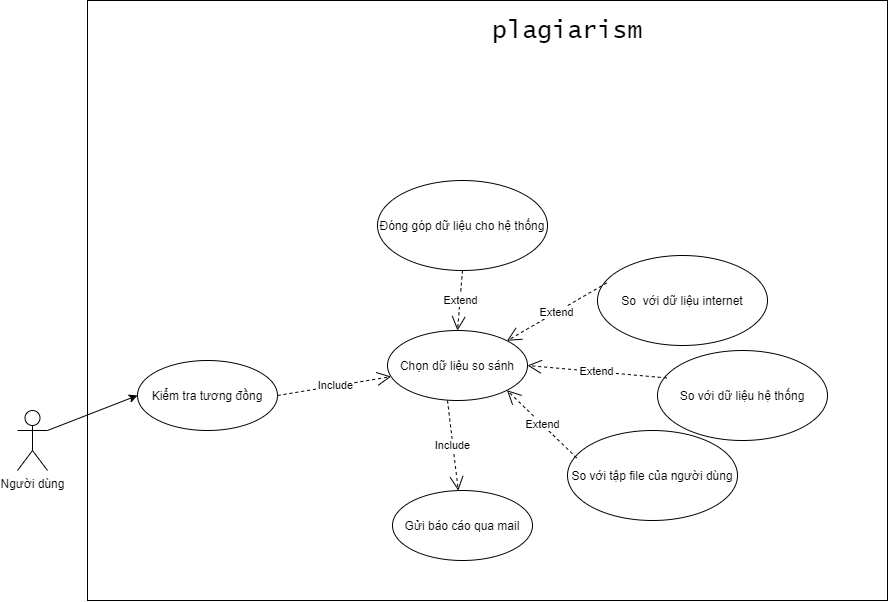 plagiarism
Đóng góp dữ liệu cho hệ thống
Extend
So với dữ liệu internet
Extend
Chọn dữ liệu so sánh
Extend
So với dữ liệu hệ thống
Include
Kiểm tra tương đồng
Extend
Include
So với tập file của người dùng
Người dùng
Gửi báo cáo qua mail